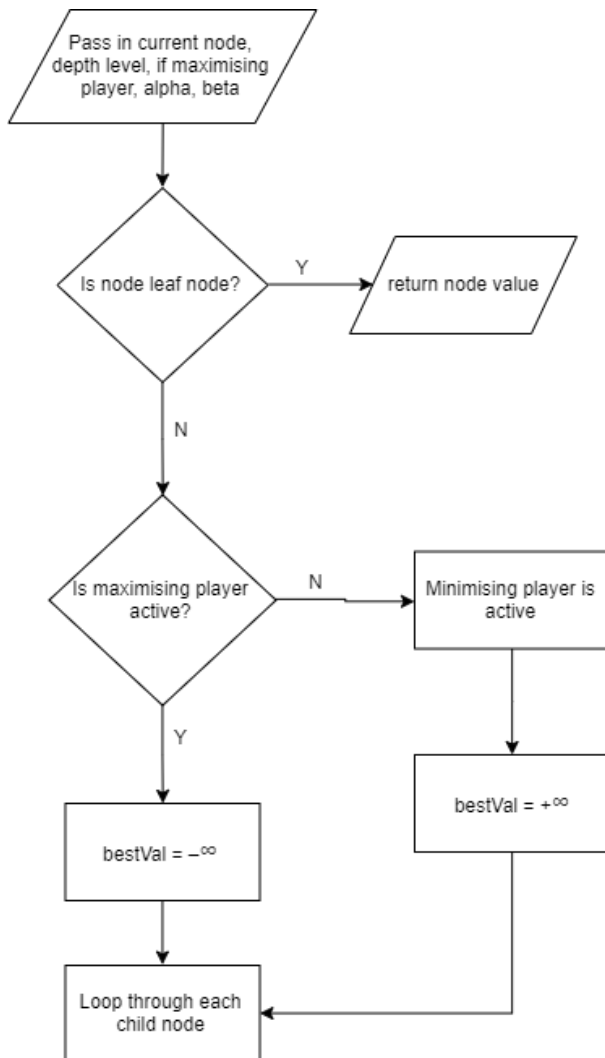 Pass in current node,
depth level, if maximising
player, alpha, beta
Is node leaf node?
Y
return node value
N
Is maximising player
active?
N
Minimising player is
active
Y
bestVal = +∞
bestVal = –∞
Loop through each
child node